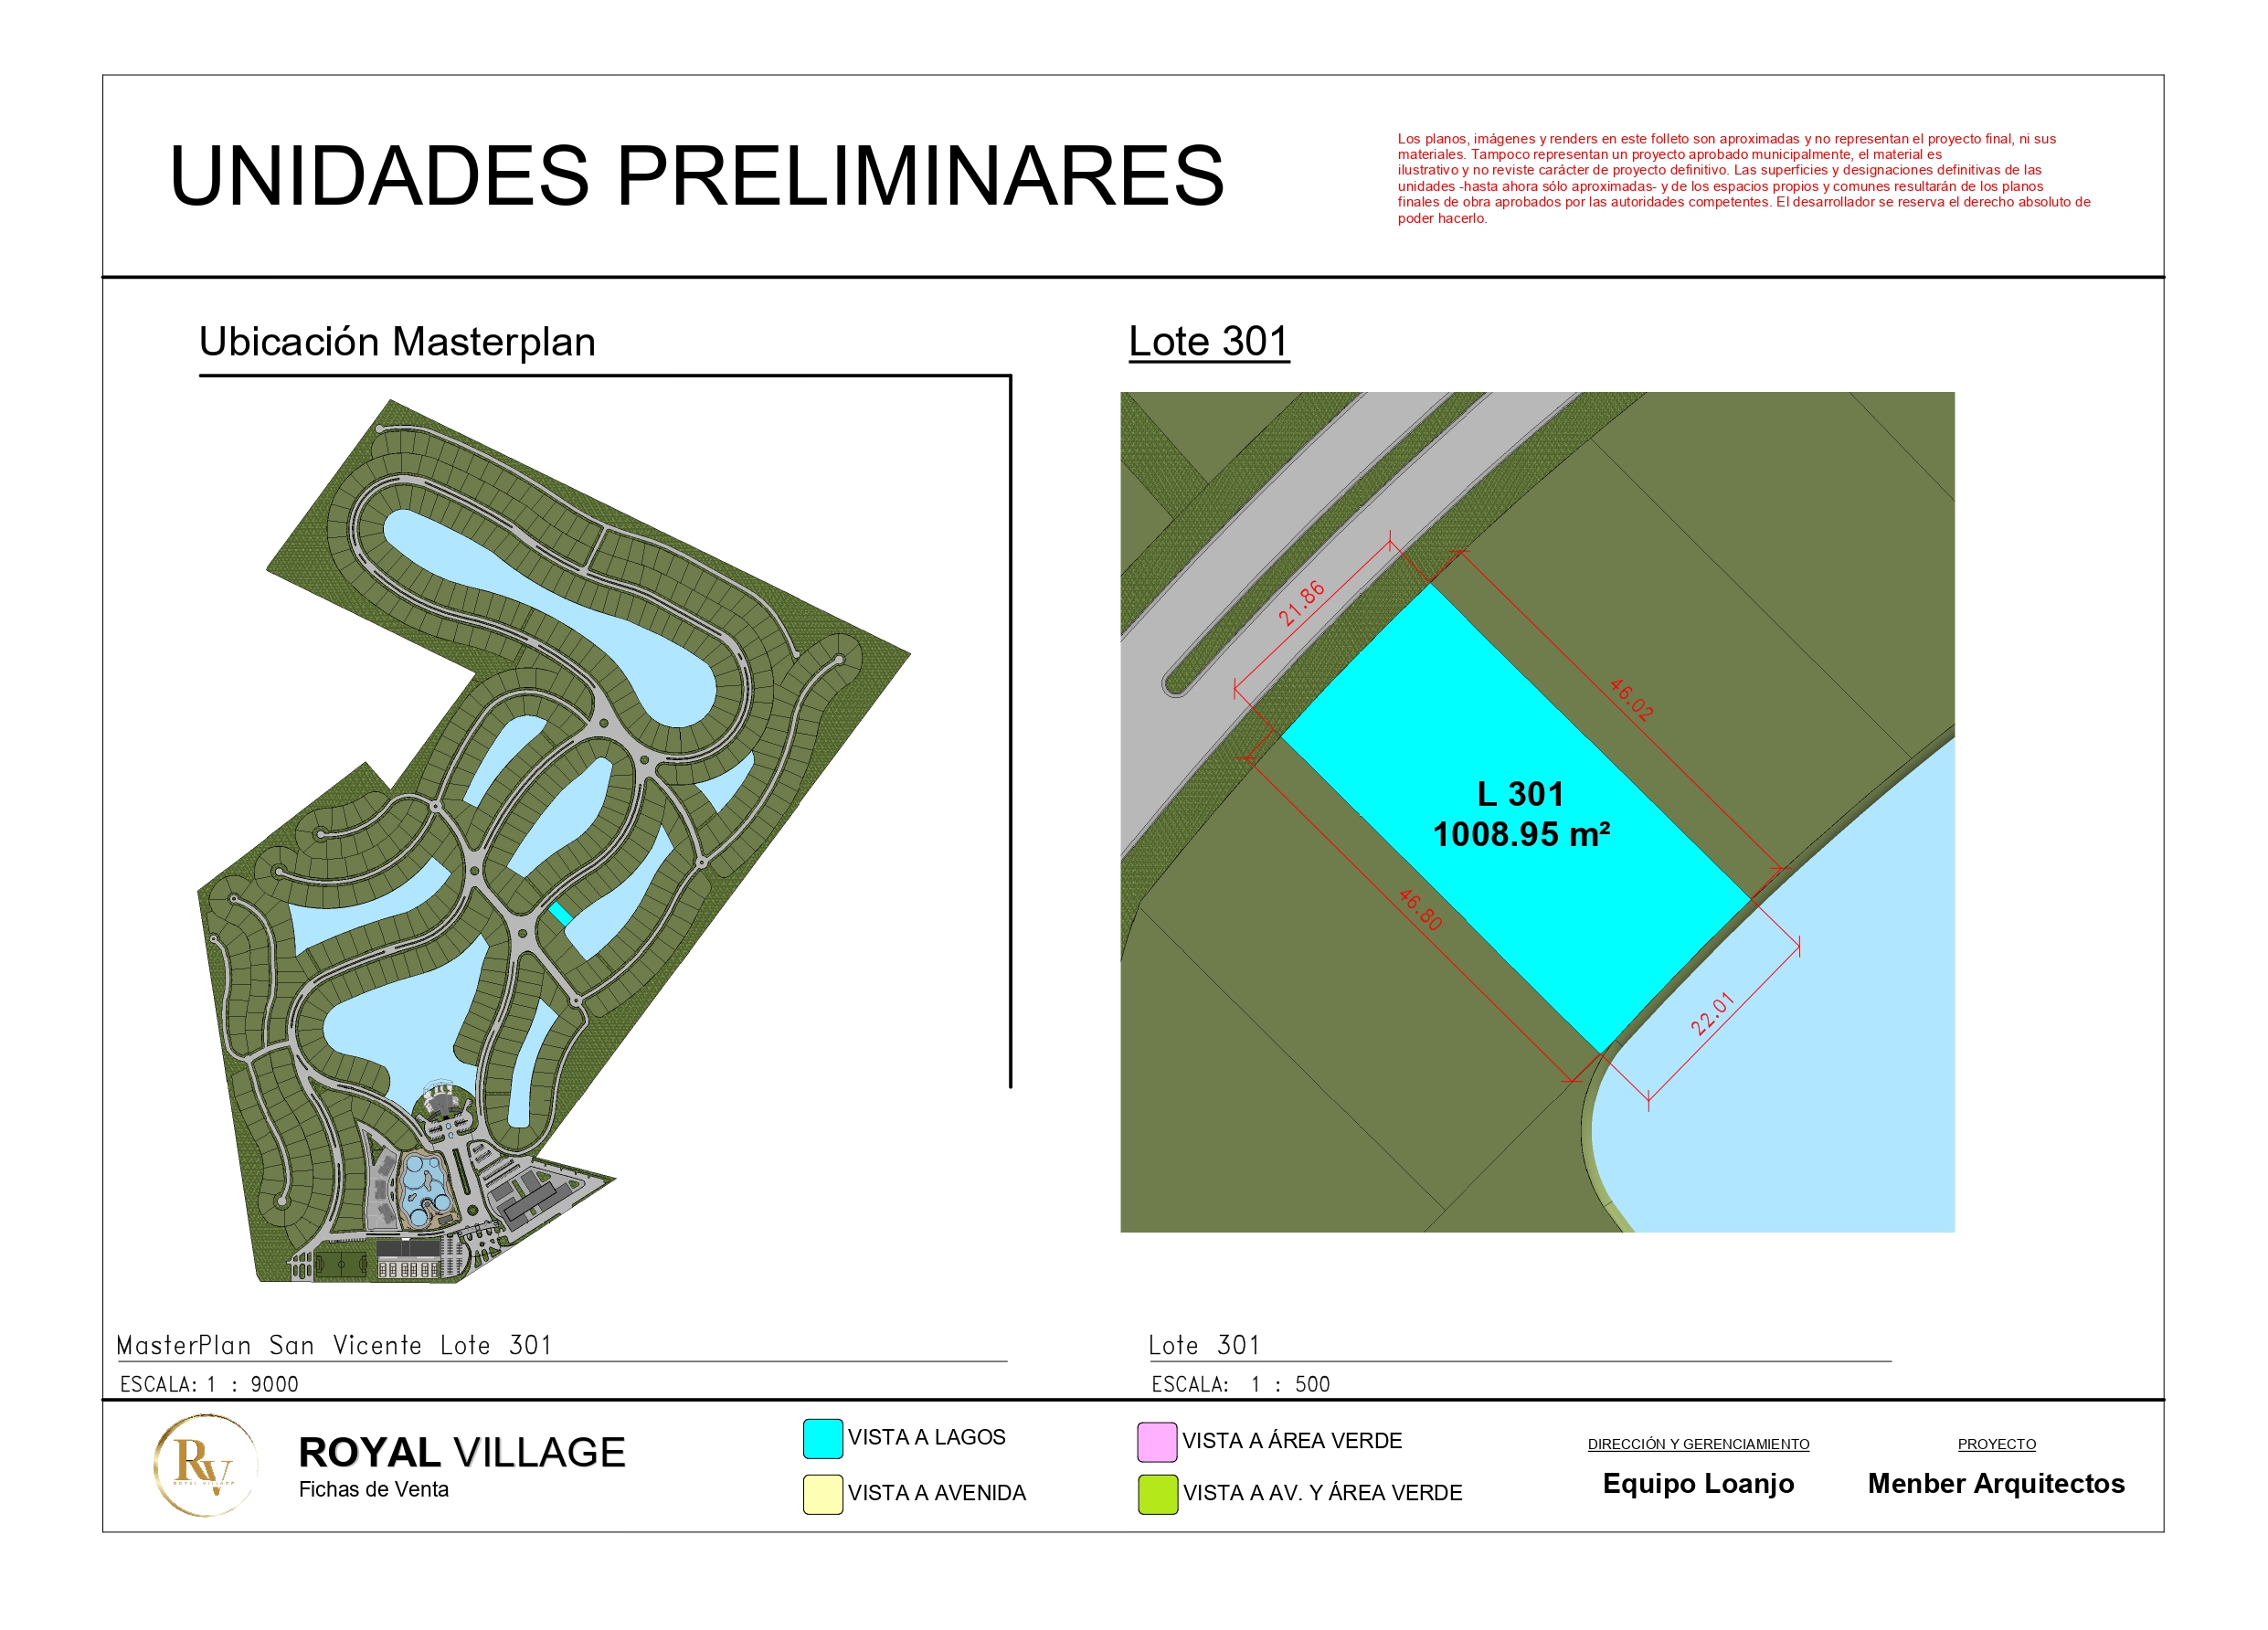 UNIDADES PRELIMINARES
Los planos, imágenes y renders en este folleto son aproximadas y no representan el proyecto final, ni sus
materiales. Tampoco representan un proyecto aprobado municipalmente, el material es
ilustrativo y no reviste carácter de proyecto definitivo. Las superficies y designaciones definitivas de las
unidades -hasta ahora sólo aproximadas- y de los espacios propios y comunes resultarán de los planos
finales de obra aprobados por las autoridades competentes. El desarrollador se reserva el derecho absoluto de
poder hacerlo.
Ubicación Masterplan
Lote 301
21.86
46.02
L 301
1008.95 m²
46.80
22.01
MasterPlan San Vicente Lote 301
ESCALA: 1 : 9000
Lote 301
ESCALA: 1 : 500
RV
ROYAL VILLAGE
ROYAL VILLAGE
Fichas de Venta
VISTA A LAGOS
VISTA A AVENIDA
VISTA A ÁREA VERDE
VISTA A AV. Y ÁREA VERDE
DIRECCIÓN Y GERENCIAMIENTO
Equipo Loanjo
PROYECTO
Menber Arquitectos